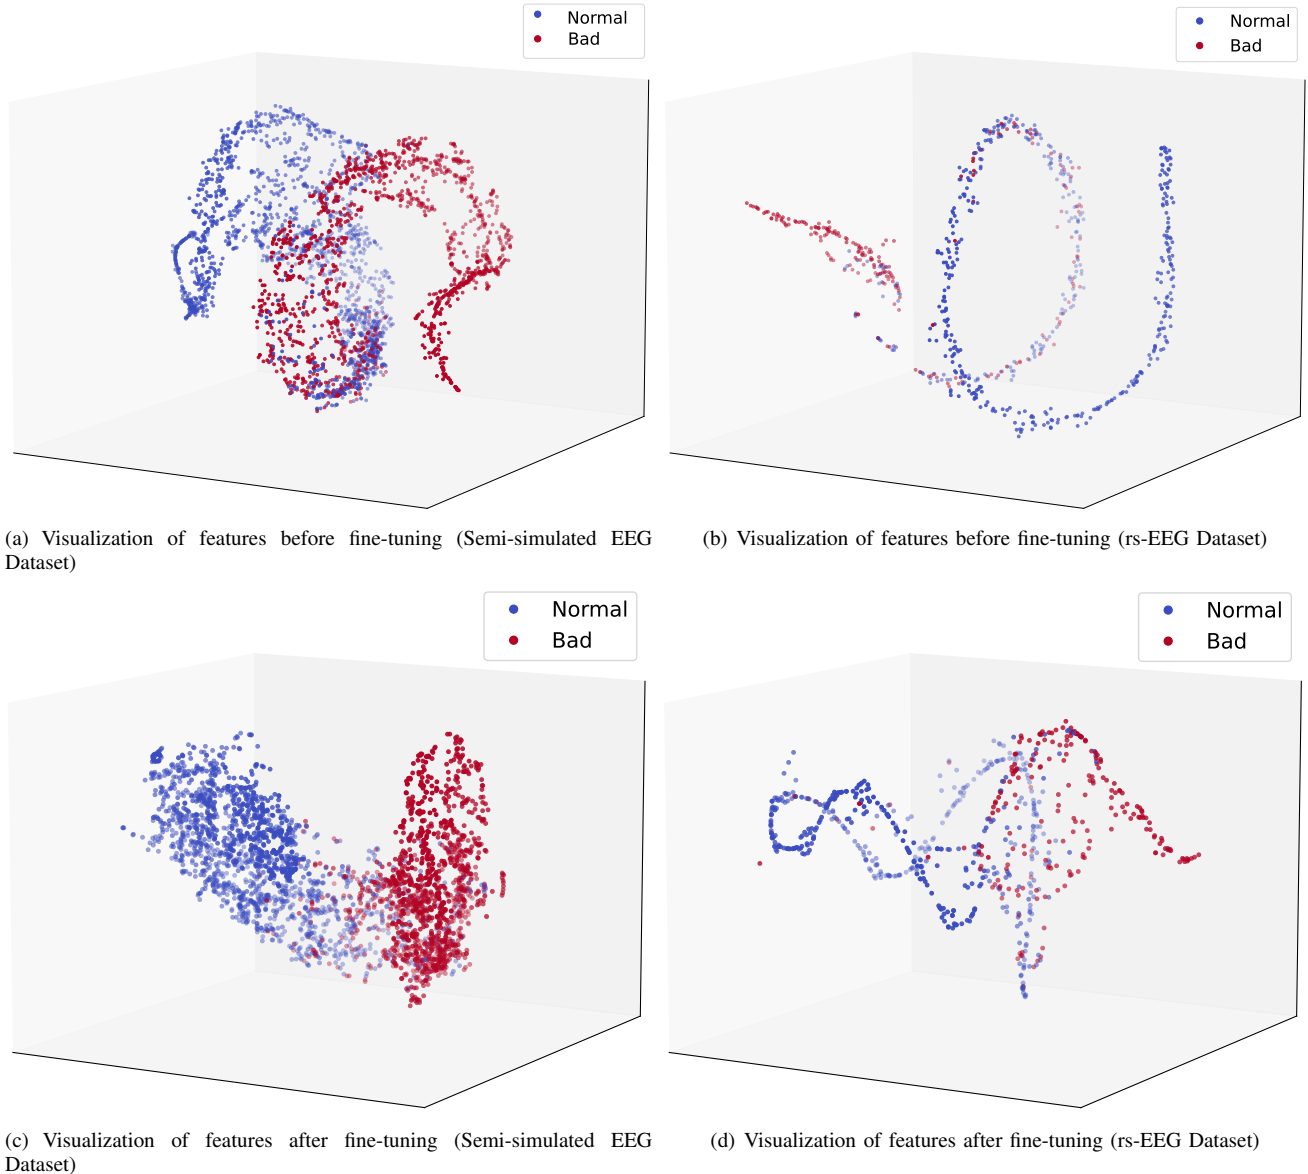 Normal
Bad
Normal
Bad
(a) Visualization of features before fine-tuning (Semi-simulated EEG
Dataset)
(b) Visualization of features before fine-tuning (rs-EEG Dataset)
Normal
Bad
Normal
Bad
(c) Visualization of features after fine-tuning (Semi-simulated EEG
Dataset)
(d) Visualization of features after fine-tuning (rs-EEG Dataset)